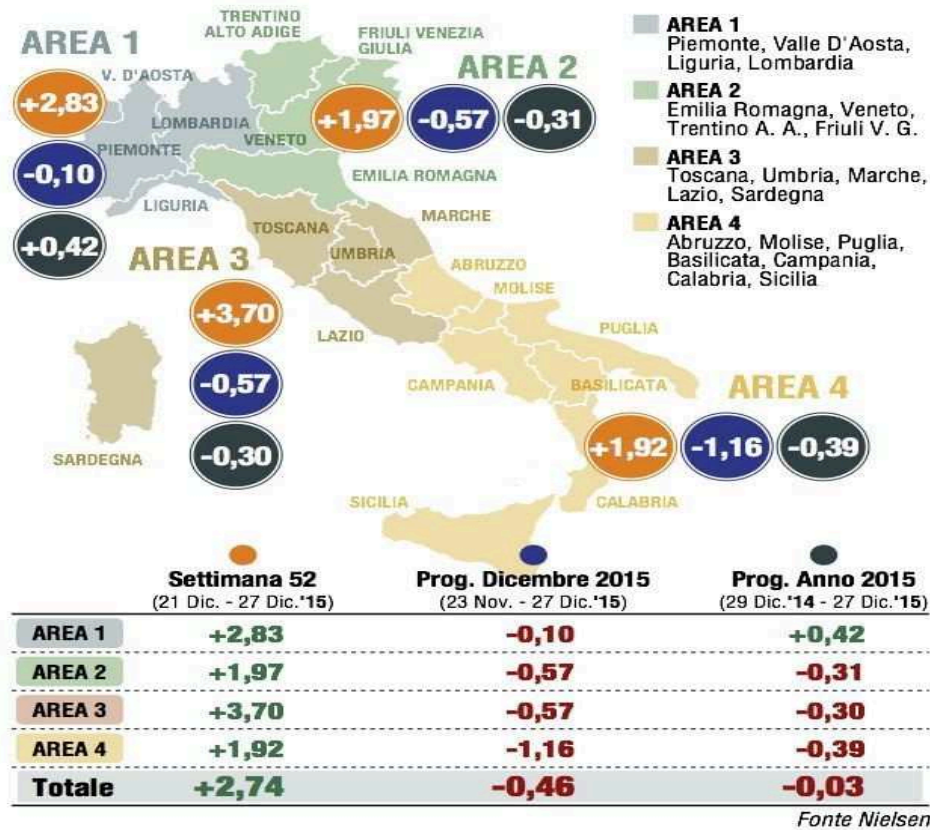 AREA 1
V. D'AOSTA
+2,83
LOMBARDIA
PIEMONTE
-0,10
LIGURIA
+0,42
TRENTINO
ALTO ADIGE
FRIULI VENEZIA
GIULIA
AREA 2
VENETO
+1,97
-0,57
-0,31
EMILIA ROMAGNA
AREA 1
Piemonte, Valle D'Aosta,
Liguria, Lombardia
AREA 2
Emilia Romagna, Veneto,
Trentino A. A., Friuli V. G.
AREA 3
Toscana, Umbria, Marche,
Lazio, Sardegna
AREA 4
Abruzzo, Molise, Puglia,
Basilicata, Campania,
Calabria, Sicilia
TOSCANA
MARCHE
UMBRIA
AREA 3
+3,70
LAZIO
-0,57
-0,30
SARDEGNA
ABRUZZO
MOLISE
PUGLIA
CAMPANIA
BASILICATA
AREA 4
+1,92
-1,16
-0,39
SICILIA
CALABRIA
Settimana 52 Prog. Dicembre 2015 Prog. Anno 2015
(21 Dic. - 27 Dic.'15) (23 Nov. - 27 Dic.'15) (29 Dic.'14 - 27 Dic.'15)
AREA 1 +2,83 -0,10 +0,42
AREA 2 +1,97 -0,57 -0,31
AREA 3 +3,70 -0,57 -0,30
AREA 4 +1,92 -1,16 -0,39
Totale +2,74 -0,46 -0,03
Fonte Nielsen